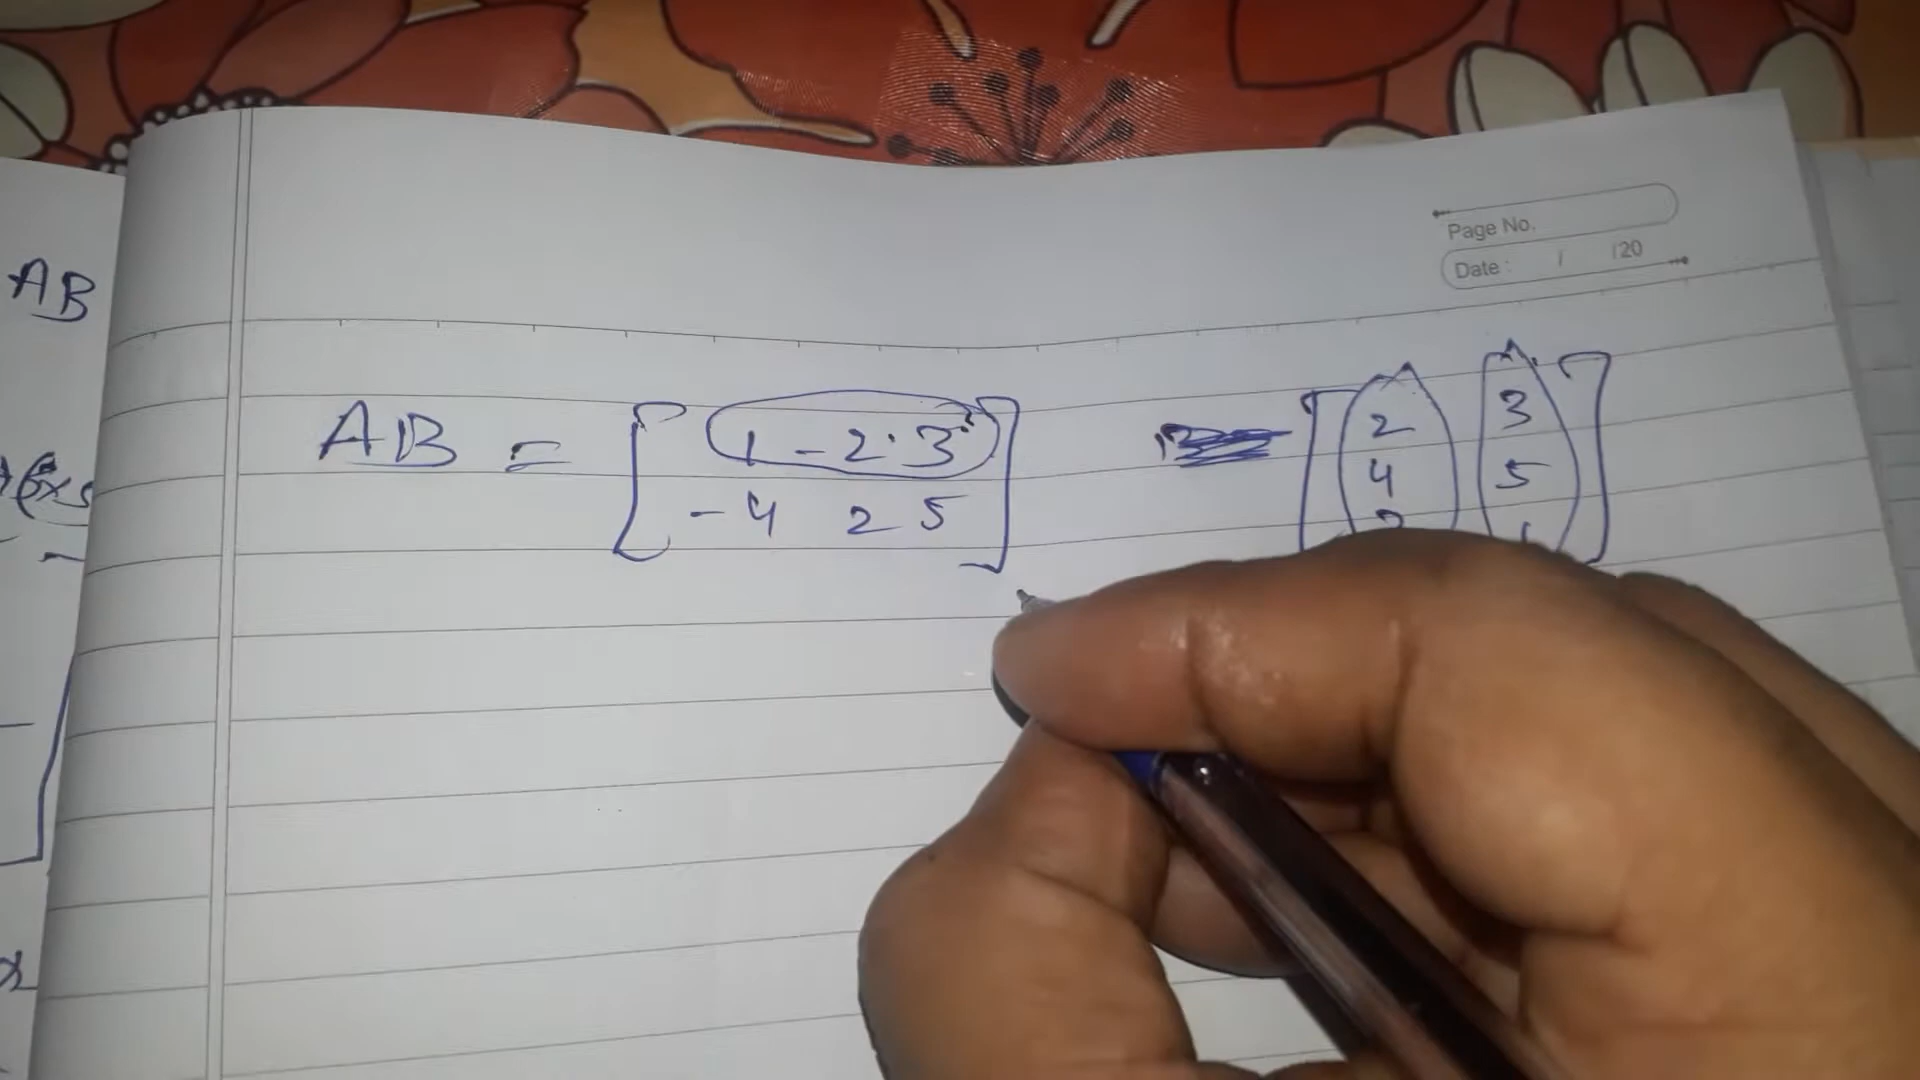 Page No.
Date : / /20
AB
AB = [ 1 -2 3 ] [ 2 3 ]
-4 2 5 4 5